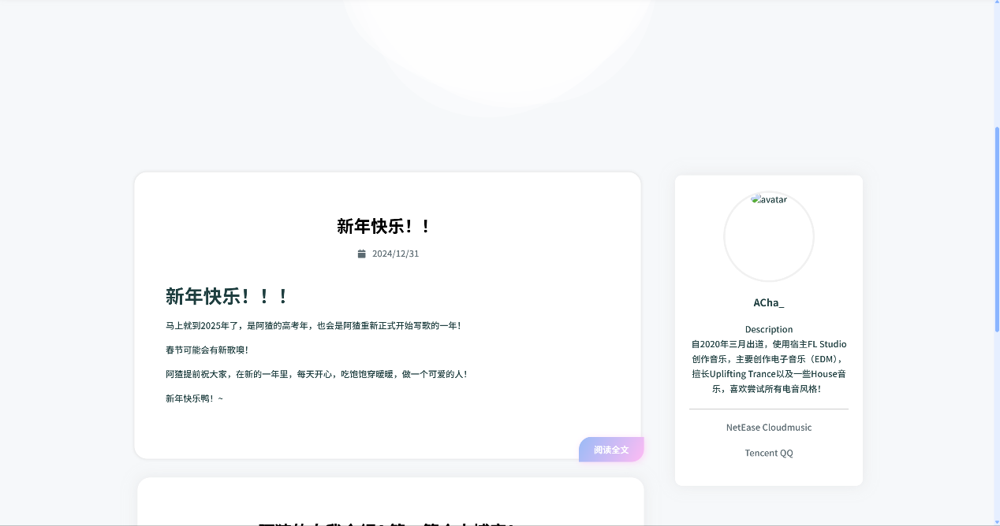 新年快乐！！
2024/12/31
新年快乐！！！
马上就到2025年了，是阿猹的高考年，也会是阿猹重新正式开始写歌的一年！
春节可能会有新歌噢！
阿猹提前祝大家，在新的一年里，每天开心，吃饱饱穿暖暖，做一个可爱的人！
新年快乐鸭！~
阅读全文
avatar
ACha_
Description
自2020年三月出道，使用宿主FL Studio
创作音乐，主要创作电子音乐（EDM），
擅长Uplifting Trance以及一些House音
乐，喜欢尝试所有电音风格！
NetEase Cloudmusic
Tencent QQ